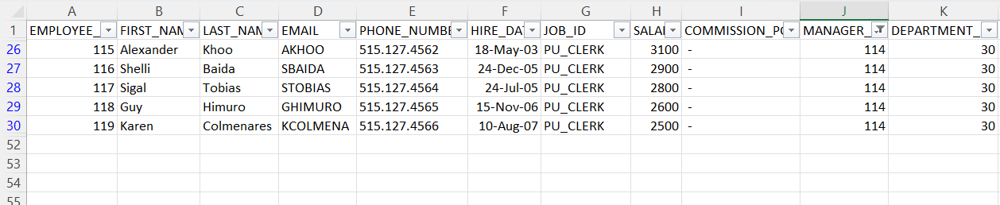 A B C D E F G H I J K
1 EMPLOYEE_ FIRST_NAM LAST_NAM EMAIL PHONE_NUMBE HIRE_DAT JOB_ID SALAI COMMISSION_PC MANAGER_ DEPARTMENT_
26 115 Alexander Khoo AKHOO 515.127.4562 18-May-03 PU_CLERK 3100 - 114 30
27 116 Shelli Baida SBAIDA 515.127.4563 24-Dec-05 PU_CLERK 2900 - 114 30
28 117 Sigal Tobias STOBIAS 515.127.4564 24-Jul-05 PU_CLERK 2800 - 114 30
29 118 Guy Himuro GHIMURO 515.127.4565 15-Nov-06 PU_CLERK 2600 - 114 30
30 119 Karen Colmenares KCOLMENA 515.127.4566 10-Aug-07 PU_CLERK 2500 - 114 30
52
53
54
55